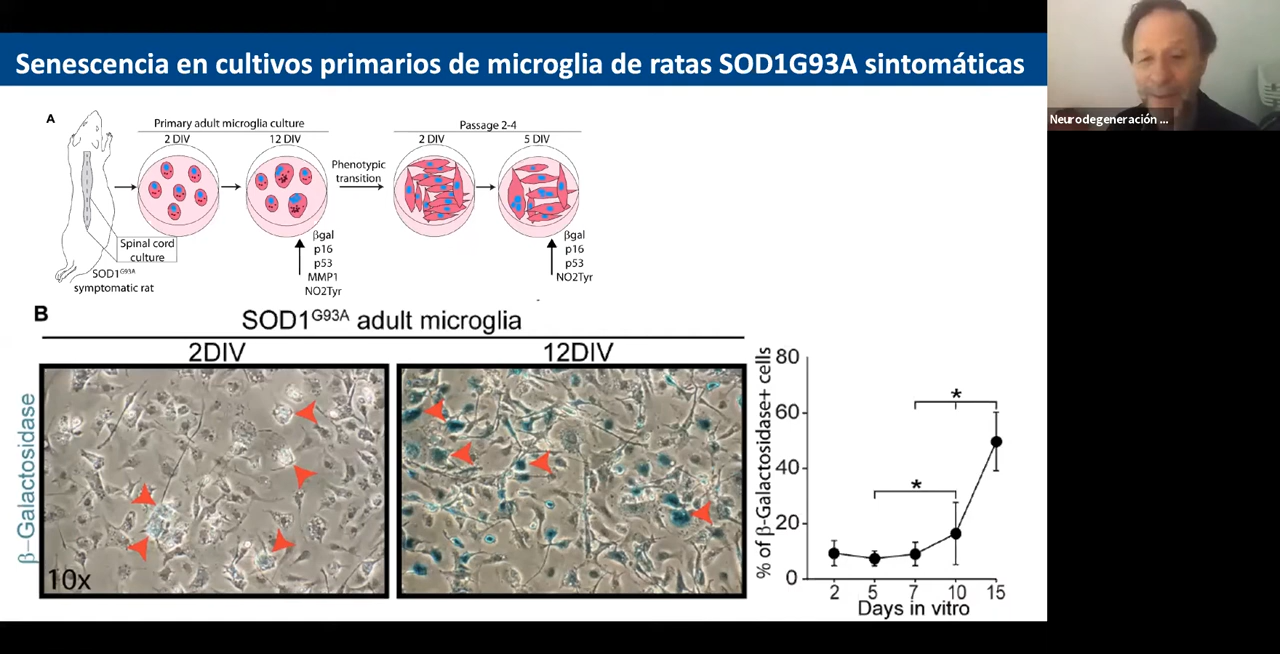 Senescencia en cultivos primarios de microglia de ratas SOD1G93A sintomáticas
Neurodegeneración ...
A
Primary adult microglia culture
2 DIV
12 DIV
Phenotypic
transition
Passage 2-4
2 DIV
5 DIV
Spinal cord
culture
SOD1G93A
symptomatic rat
βgal
p16
p53
MMP1
NO2Tyr
βgal
p16
p53
NO2Tyr
B
SOD1G93A adult microglia
2DIV
12DIV
β-Galactosidase
10x
% of β-Galactosidase+ cells
80
60
40
20
0
*
*
2 5 7 10 15
Days in vitro